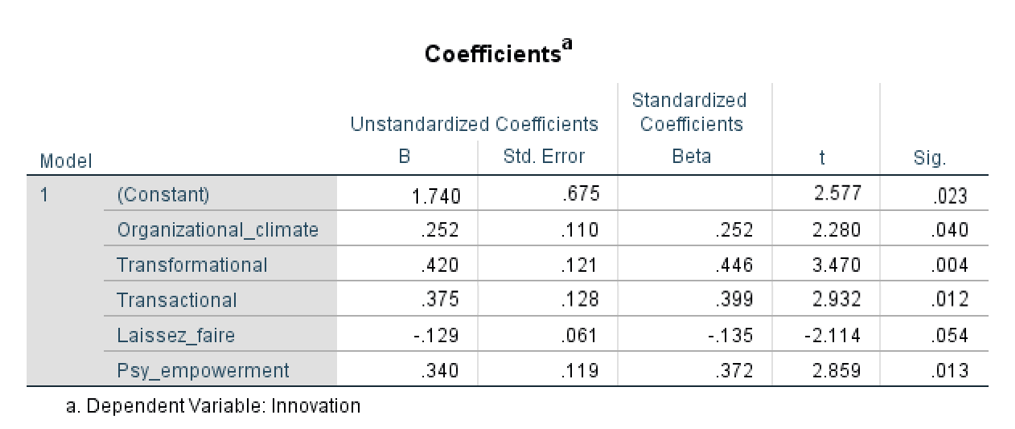 Coefficientsa
Unstandardized Coefficients Standardized Coefficients
Model B Std. Error Beta t Sig.
1 (Constant) 1.740 .675 2.577 .023
Organizational_climate .252 .110 .252 2.280 .040
Transformational .420 .121 .446 3.470 .004
Transactional .375 .128 .399 2.932 .012
Laissez_faire -.129 .061 -.135 -2.114 .054
Psy_empowerment .340 .119 .372 2.859 .013
a. Dependent Variable: Innovation